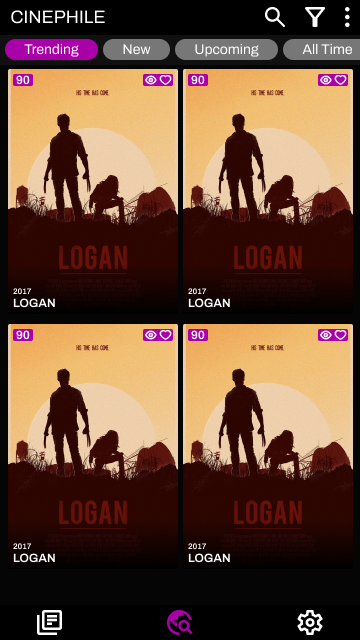 CINEPHILE
Trending New Upcoming All Time
90 90
HIS TIME HAS COME. HIS TIME HAS COME.
LOGAN LOGAN
2017 2017
LOGAN LOGAN
90 90
HIS TIME HAS COME. HIS TIME HAS COME.
LOGAN LOGAN
2017 2017
LOGAN LOGAN